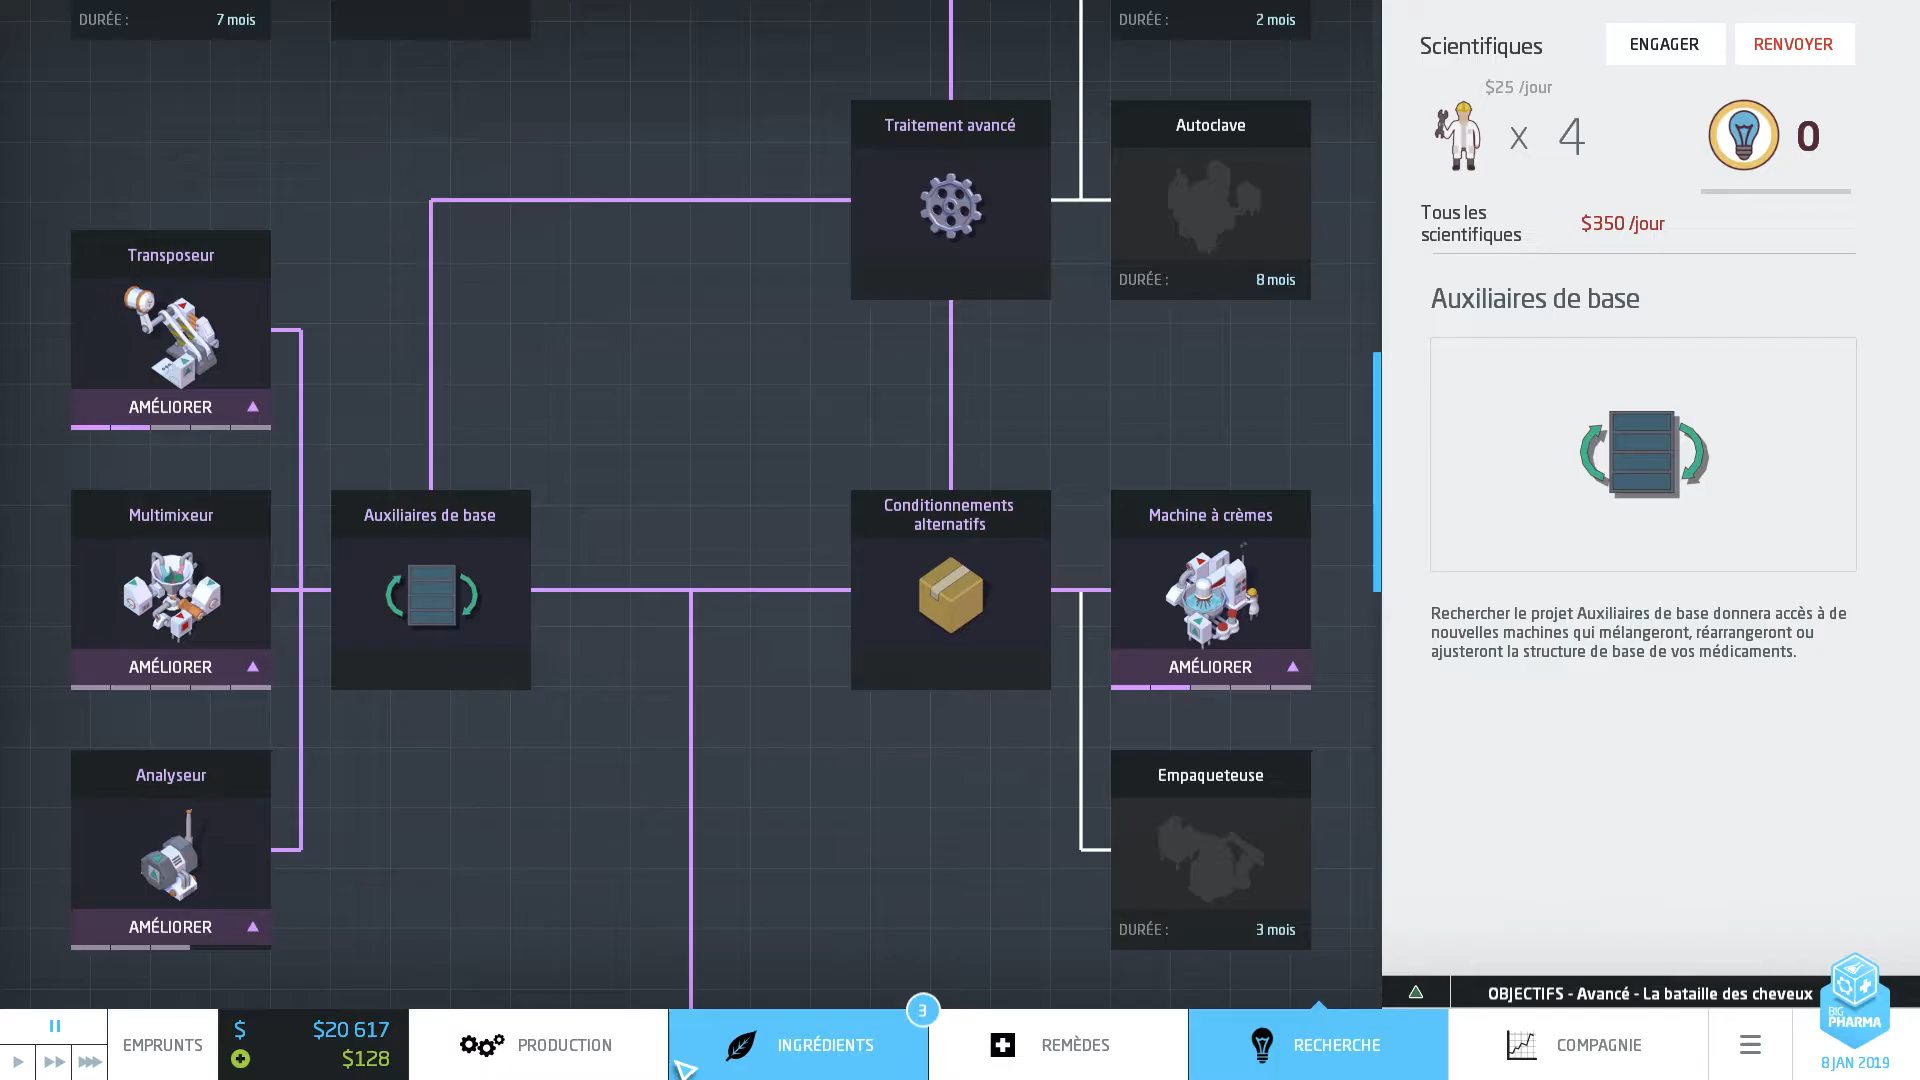 DURÉE :
7 mois
DURÉE :
2 mois
Traitement avancé
Autoclave
DURÉE :
8 mois
Transposeur
AMÉLIORER
Multimixeur
AMÉLIORER
Auxiliaires de base
Conditionnements
alternatifs
Machine à crèmes
AMÉLIORER
Analyseur
AMÉLIORER
Empaqueteuse
DURÉE :
3 mois
Scientifiques
ENGAGER
RENVOYER
$25 /jour
x 4
0
Tous les
scientifiques
$350 /jour
Auxiliaires de base
Rechercher le projet Auxiliaires de base donnera accès à de
nouvelles machines qui mélangeront, réarrangeront ou
ajusteront la structure de base de vos médicaments.
OBJECTIFS - Avancé - La bataille des cheveux
EMPRUNTS
$
$20 617
$128
PRODUCTION
INGRÉDIENTS
3
REMÈDES
RECHERCHE
COMPAGNIE
BIG
PHARMA
8 JAN 2019